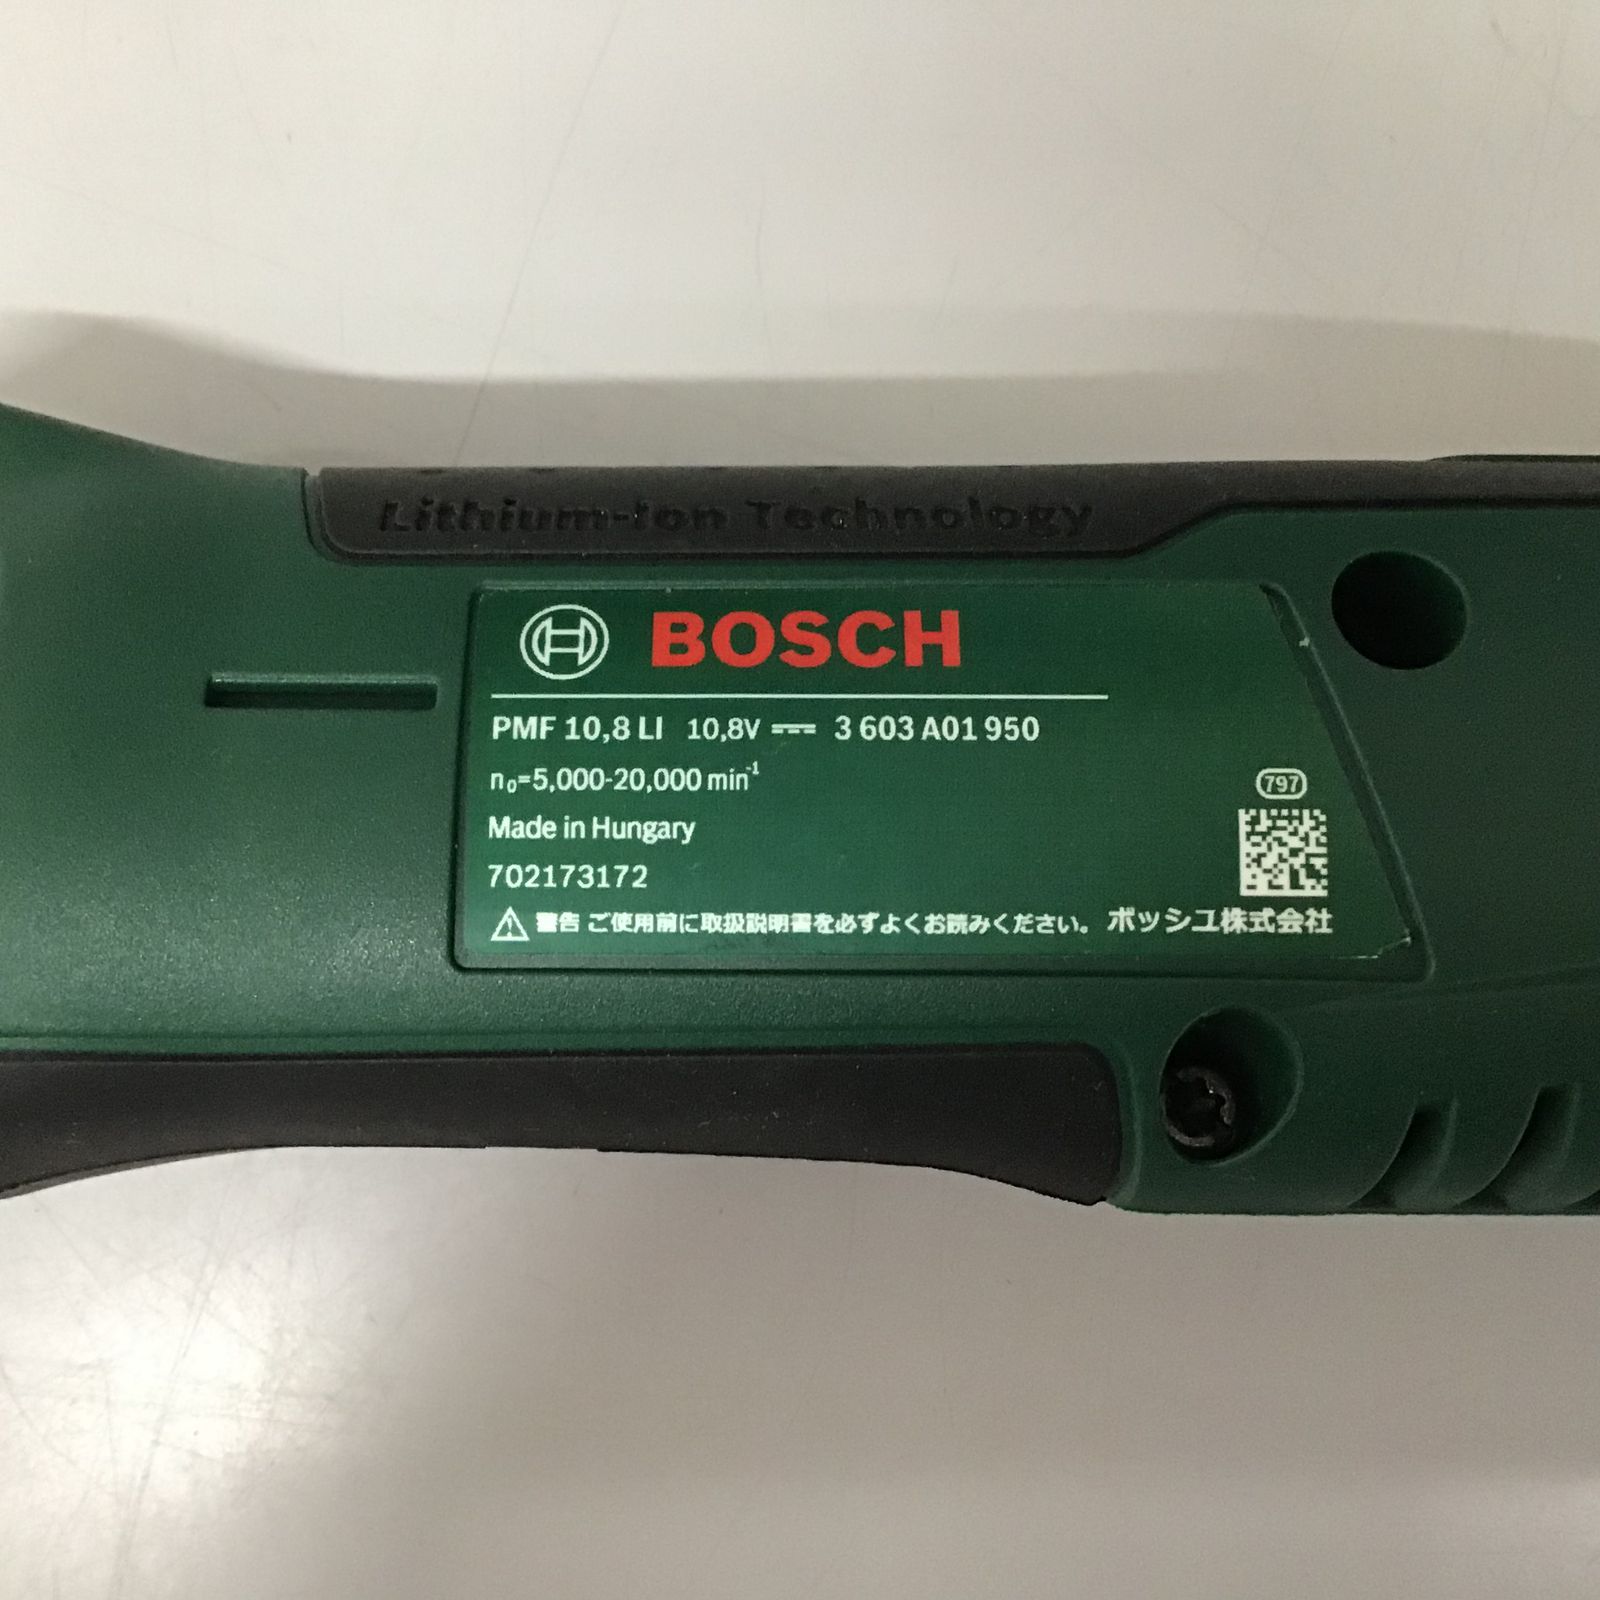 Lithium-Ion Technology
BOSCH
PMF 10,8 LI 10,8V ⎓ 3 603 A01 950
n₀=5,000-20,000 min⁻¹
797
Made in Hungary
702173172
⚠ 警告 ご使用前に取扱説明書を必ずよくお読みください。 ボッシュ株式会社